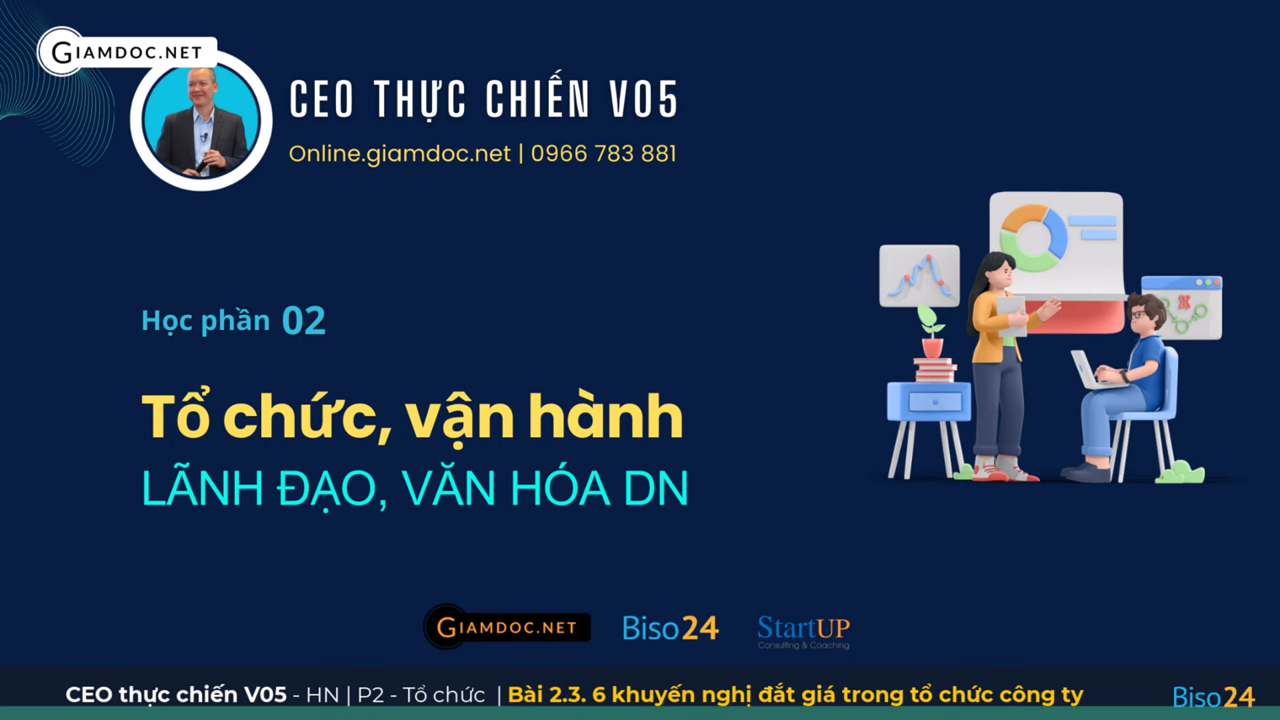 GIAMDOC.NET
CEO THỰC CHIẾN V05
Online.giamdoc.net | 0966 783 881
Học phần 02
Tổ chức, vận hành
LÃNH ĐẠO, VĂN HÓA DN
GIAMDOC.NET
Biso24
StartUP
Consulting & Coaching
CEO thực chiến V05 - HN | P2 - Tổ chức | Bài 2.3. 6 khuyến nghị đắt giá trong tổ chức công ty
Biso24